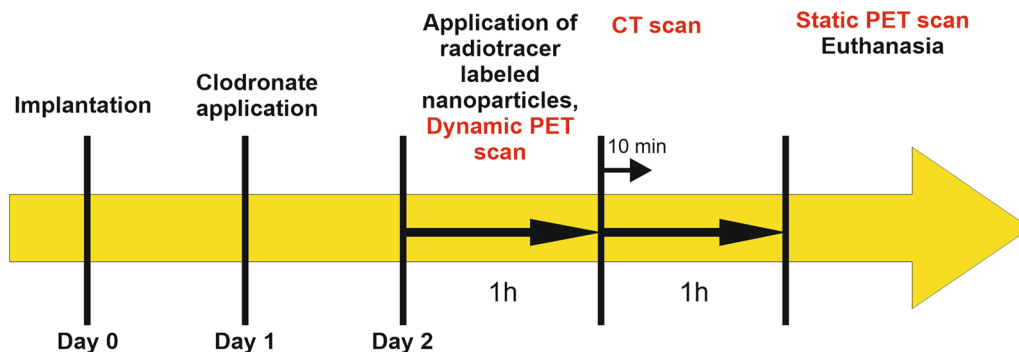 Implantation
Clodronate
application
Application of
radiotracer
labeled
nanoparticles,
Dynamic PET
scan
CT scan
10 min
Static PET scan
Euthanasia
1h
1h
Day 0
Day 1
Day 2